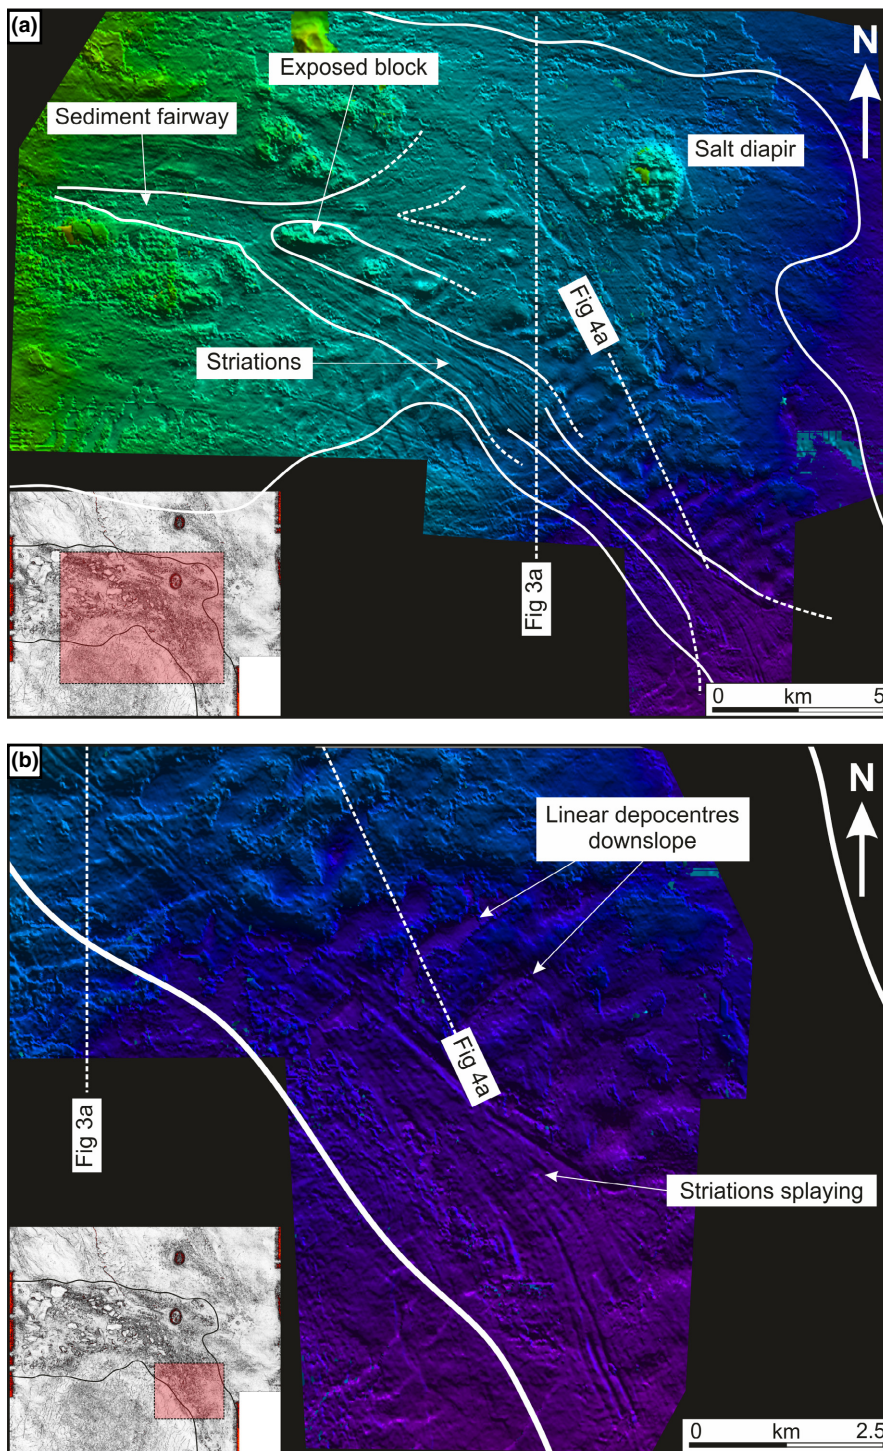 (a)
N
Exposed block
Sediment fairway
Salt diapir
Fig 4a
Striations
Fig 3a
0 km 5
(b)
N
Linear depocentres
downslope
Fig 4a
Fig 3a
Striations splaying
0 km 2.5